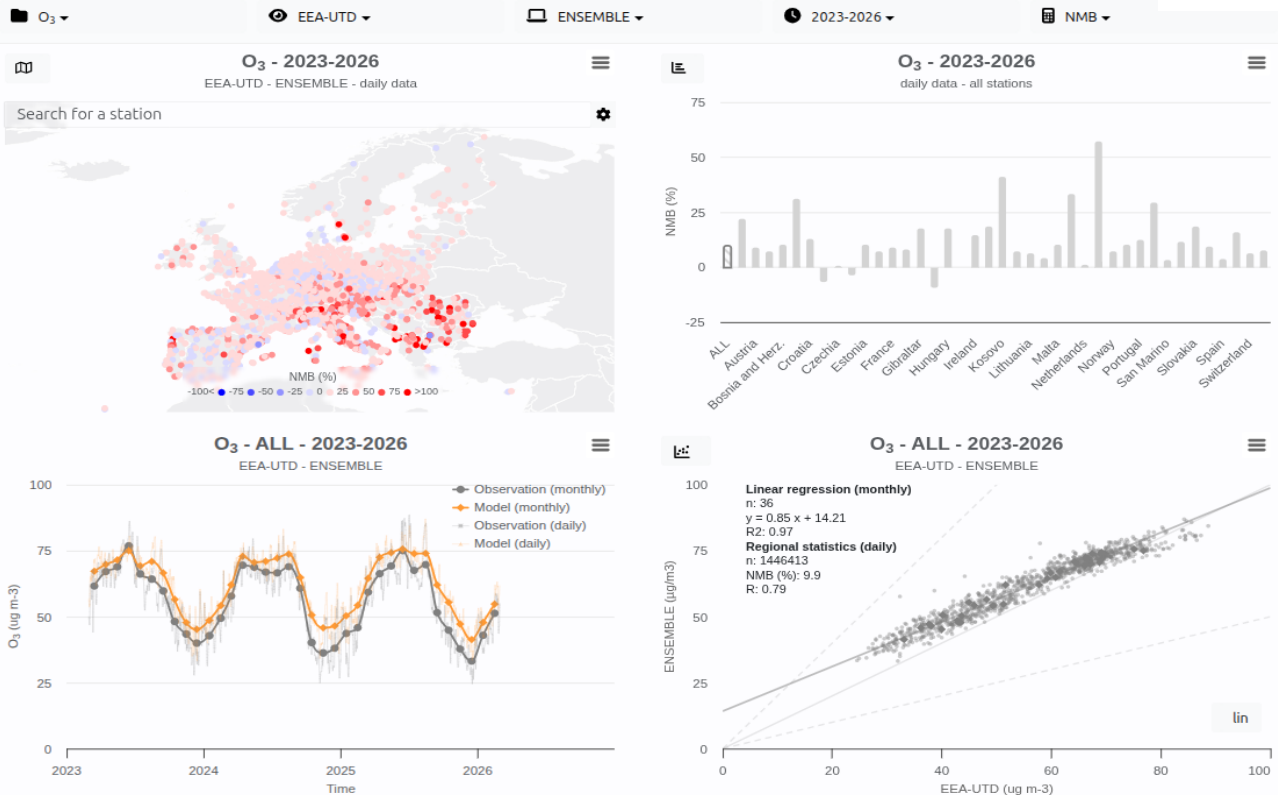 O3
EEA-UTD
ENSEMBLE
2023-2026
NMB
O3 - 2023-2026
EEA-UTD - ENSEMBLE - daily data
Search for a station
NMB (%)
-100< -75 -50 -25 0 25 50 75 >100
O3 - 2023-2026
daily data - all stations
75
50
25
0
-25
NMB (%)
ALL
Austria
Bosnia and Herz.
Croatia
Czechia
Estonia
France
Gibraltar
Hungary
Ireland
Kosovo
Lithuania
Malta
Netherlands
Norway
Portugal
San Marino
Slovakia
Spain
Switzerland
O3 - ALL - 2023-2026
EEA-UTD - ENSEMBLE
Observation (monthly)
Model (monthly)
Observation (daily)
Model (daily)
100
75
50
25
0
O3 (ug m-3)
2023 2024 2025 2026
Time
O3 - ALL - 2023-2026
EEA-UTD - ENSEMBLE
Linear regression (monthly)
n: 36
y = 0.85 x + 14.21
R2: 0.97
Regional statistics (daily)
n: 1446413
NMB (%): 9.9
R: 0.79
100
75
50
25
0
ENSEMBLE (µg/m3)
lin
0 20 40 60 80 100
EEA-UTD (ug m-3)